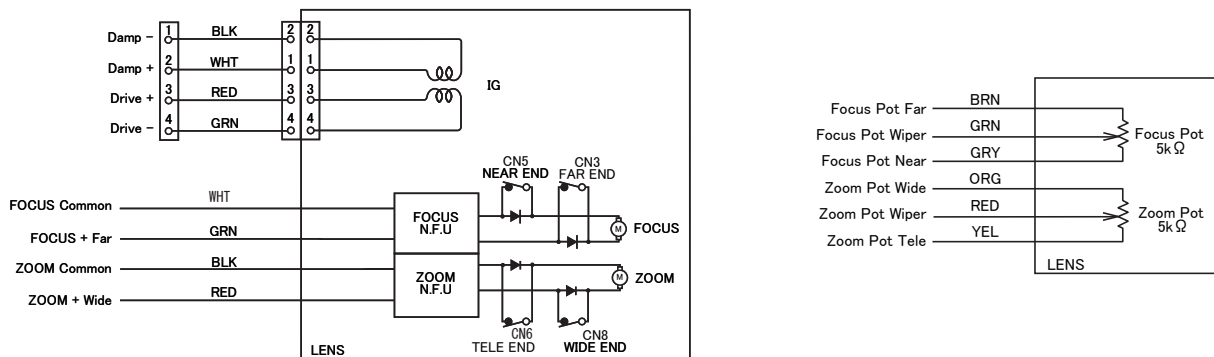 Damp - 1 BLK 2 2
Damp + 2 WHT 1 1
Drive + 3 RED 3 3
Drive - 4 GRN 4 4
IG
CN5
NEAR END
CN3
FAR END
FOCUS Common WHT
FOCUS + Far GRN
FOCUS
N.F.U
M FOCUS
ZOOM Common BLK
ZOOM + Wide RED
ZOOM
N.F.U
M ZOOM
CN6
TELE END
CN8
WIDE END
LENS
Focus Pot Far BRN
Focus Pot Wiper GRN
Focus Pot Near GRY
Focus Pot
5kΩ
Zoom Pot Wide ORG
Zoom Pot Wiper RED
Zoom Pot Tele YEL
Zoom Pot
5kΩ
LENS